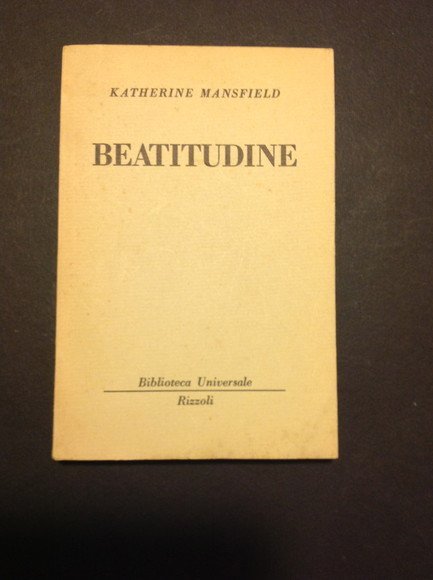 KATHERINE MANSFIELD
BEATITUDINE
Biblioteca Universale
Rizzoli